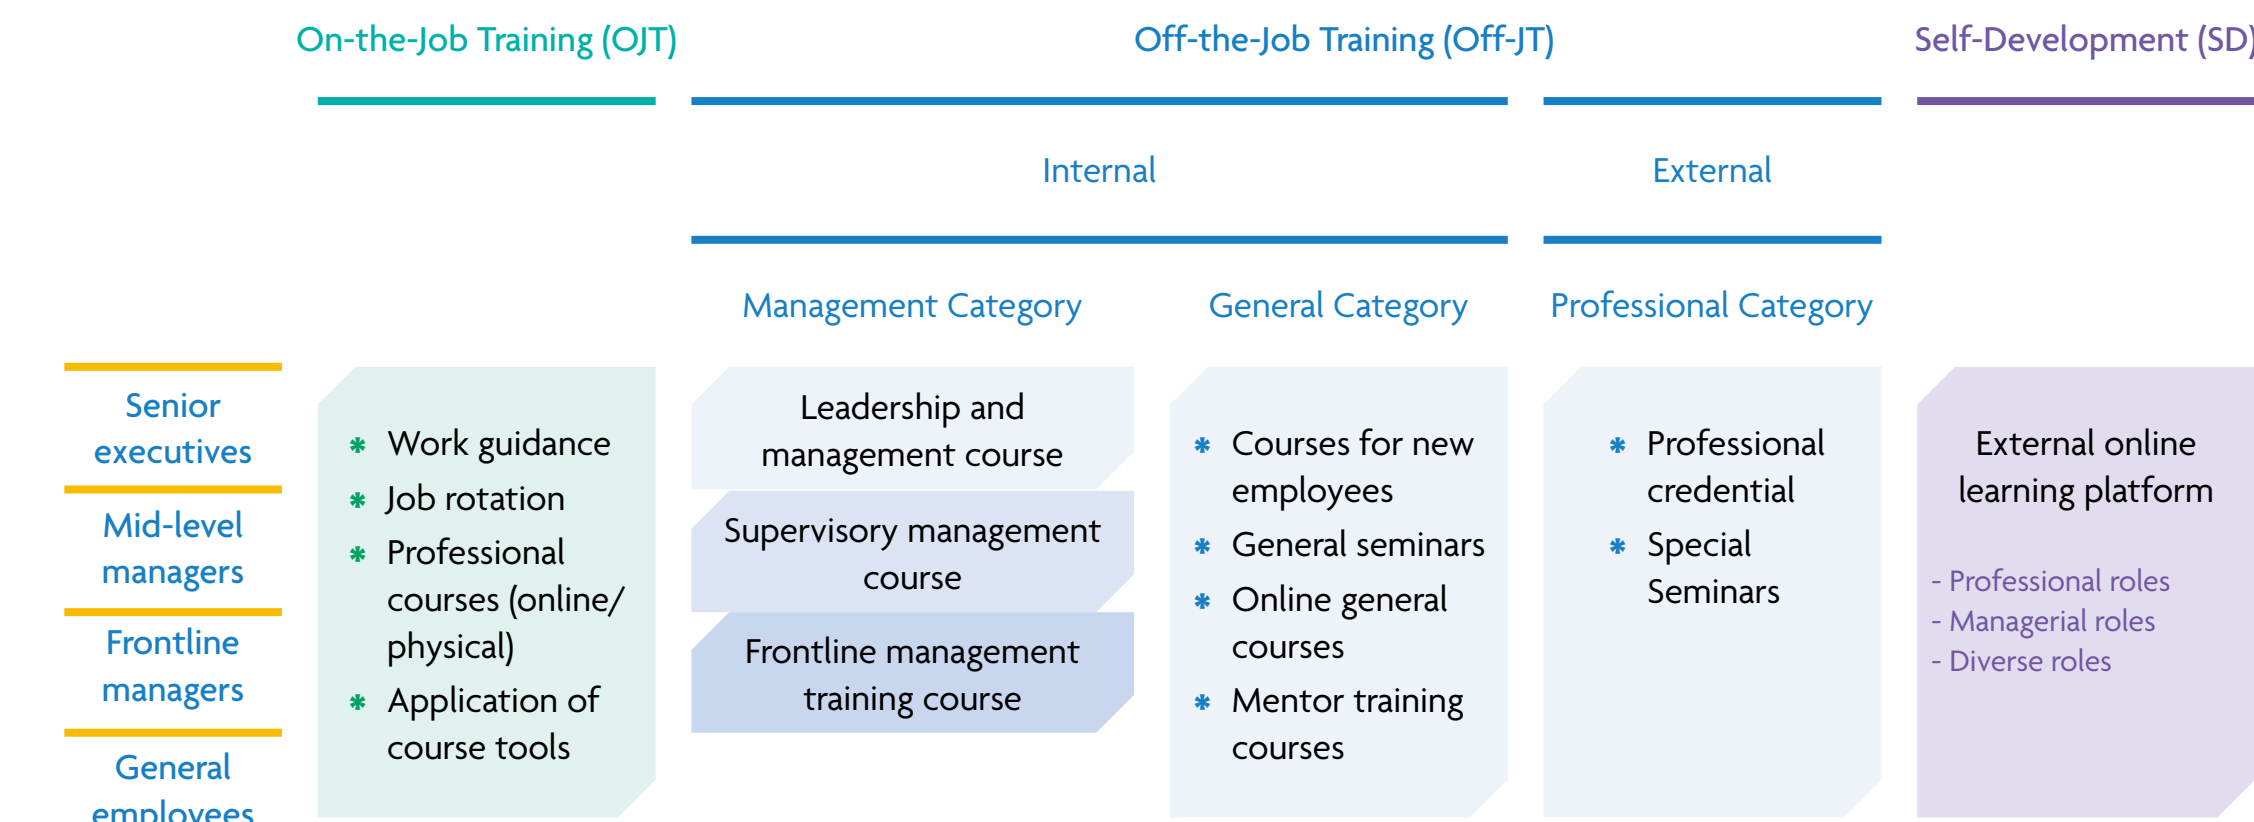 On-the-Job Training (OJT)
Off-the-Job Training (Off-JT)
Self-Development (SD)
Internal
External
Management Category
General Category
Professional Category
Senior
executives
Mid-level
managers
Frontline
managers
General
employees
* Work guidance
* Job rotation
* Professional
courses (online/
physical)
* Application of
course tools
Leadership and
management course
Supervisory management
course
Frontline management
training course
* Courses for new
employees
* General seminars
* Online general
courses
* Mentor training
courses
* Professional
credential
* Special
Seminars
External online
learning platform
- Professional roles
- Managerial roles
- Diverse roles